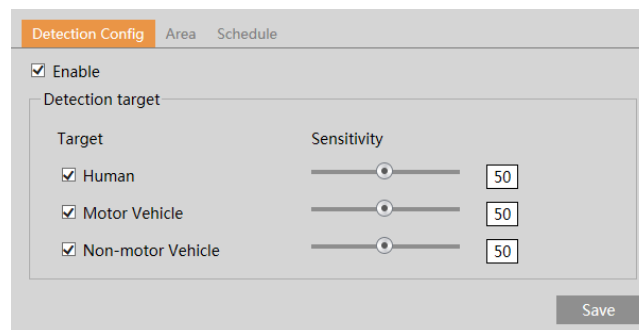 Detection Config Area Schedule
Enable
Detection target
Target Sensitivity
Human 50
Motor Vehicle 50
Non-motor Vehicle 50
Save